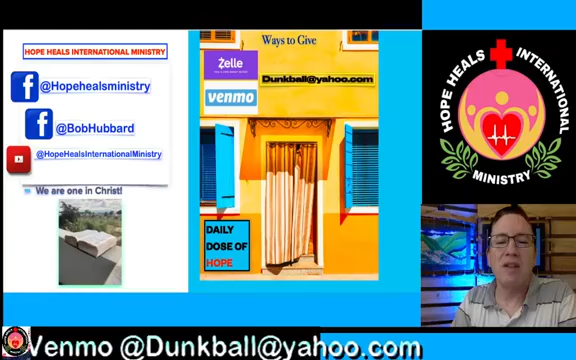 HOPE HEALS INTERNATIONAL MINISTRY
@Hopehealsministry
@BobHubbard
@HopeHealsInternationalMinistry
We are one in Christ!
Ways to Give
Zelle
Dunkball@yahoo.com
venmo
DAILY
DOSE OF
HOPE
HOPE HEALS INTERNATIONAL
MINISTRY
Venmo @Dunkball@yahoo.com